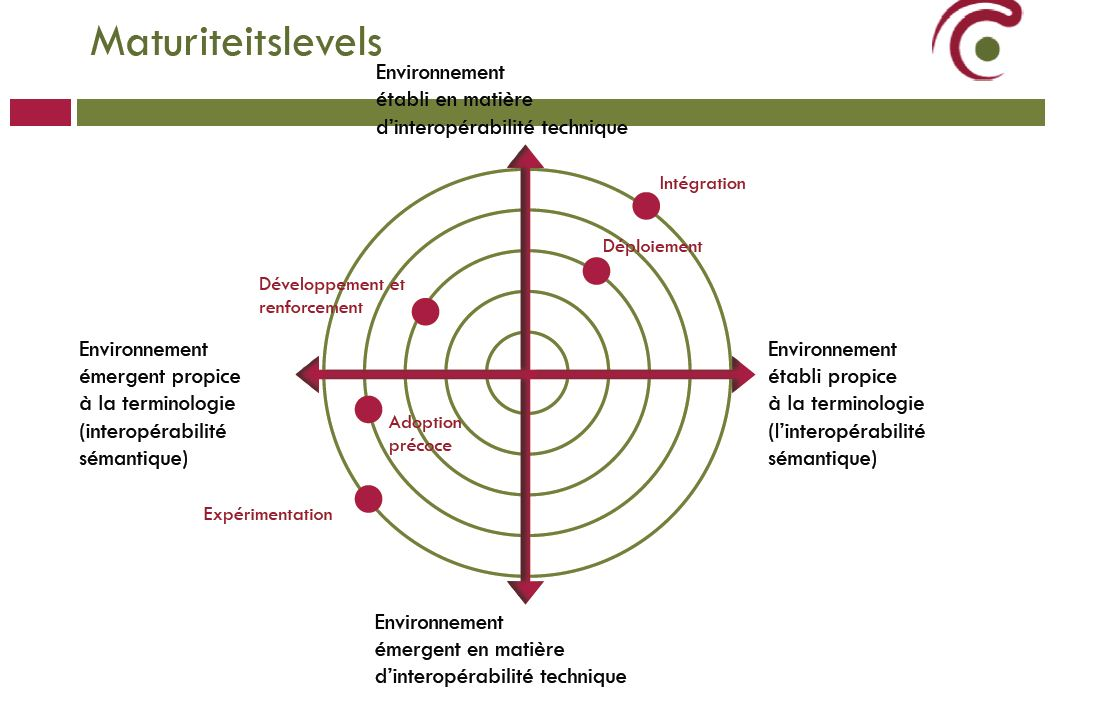 Maturiteitslevels
Environnement
établi en matière
d'interopérabilité technique
Intégration
Déploiement
Développement et
renforcement
Environnement
émergent propice
à la terminologie
(interopérabilité
sémantique)
Environnement
établi propice
à la terminologie
(l'interopérabilité
sémantique)
Adoption
précoce
Expérimentation
Environnement
émergent en matière
d'interopérabilité technique